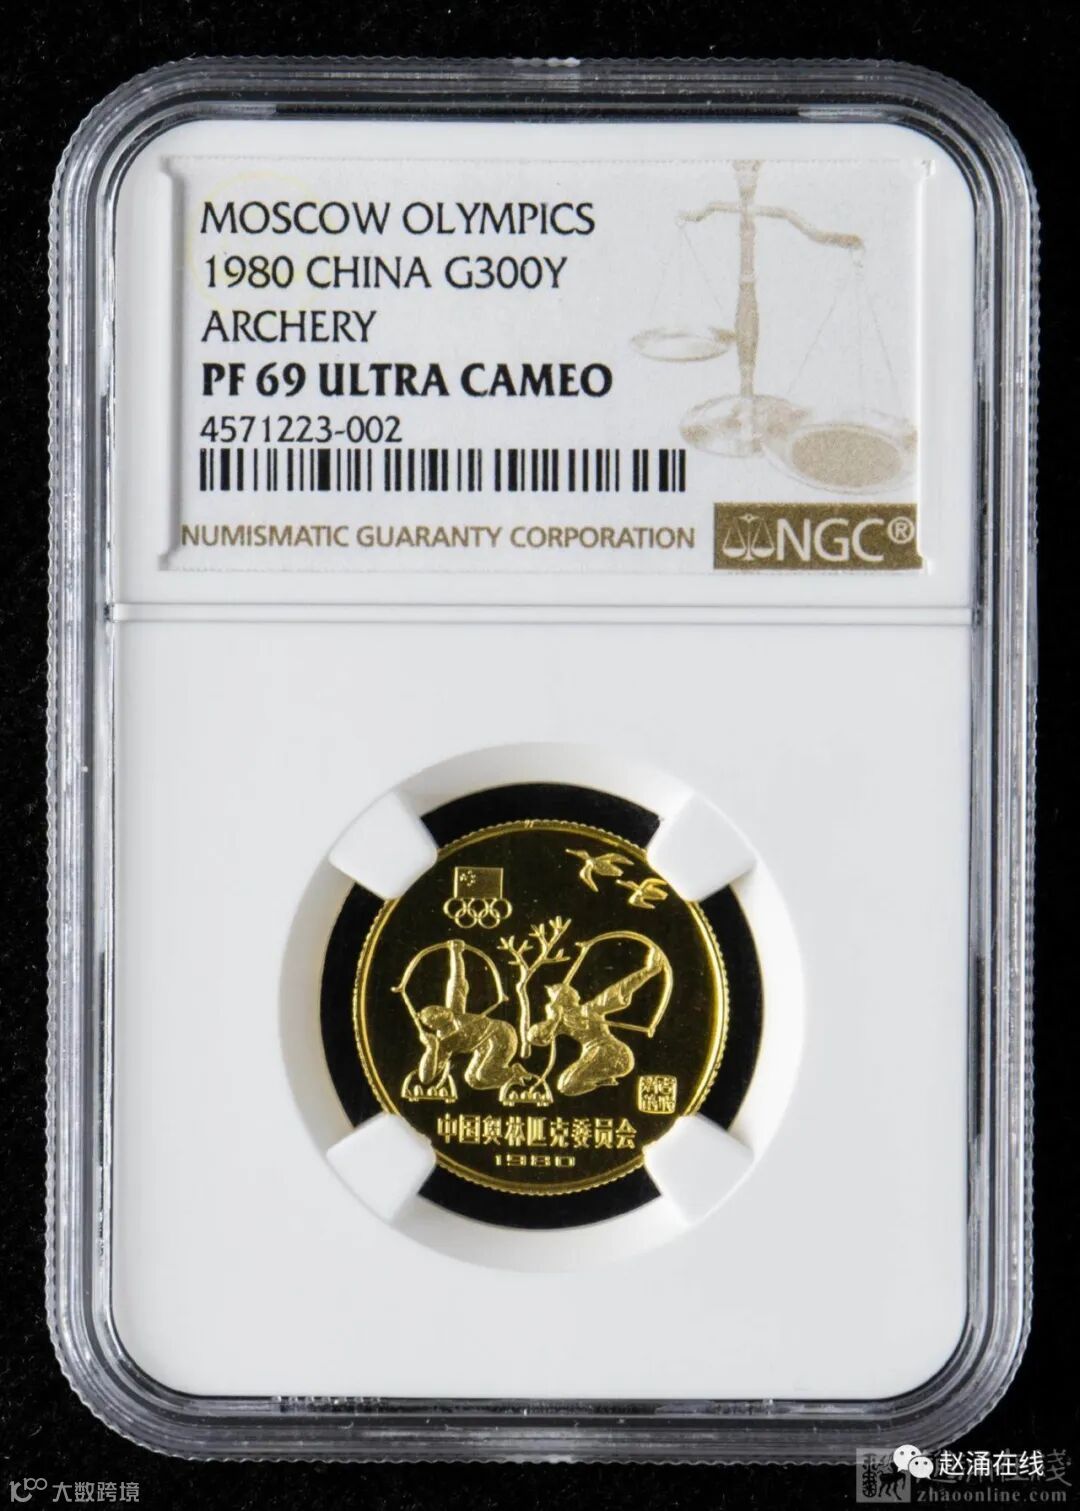 MOSCOW OLYMPICS
1980 CHINA G300Y
ARCHERY
PF 69 ULTRA CAMEO
4571223-002
NUMISMATIC GUARANTY CORPORATION
NGC®
中国奥林匹克委员会
1980
大数跨境
赵涌在线
zhaoonline.com